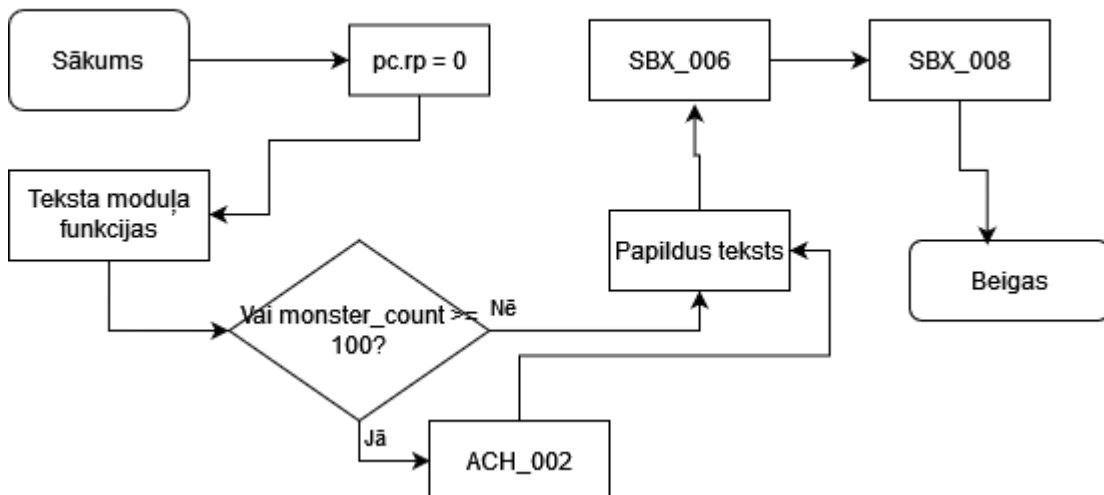 Sākums
pc.rp = 0
SBX_006
SBX_008
Teksta moduļa
funkcijas
Papildus teksts
Beigas
Vai monster_count >=
100?
Nē
Jā
ACH_002